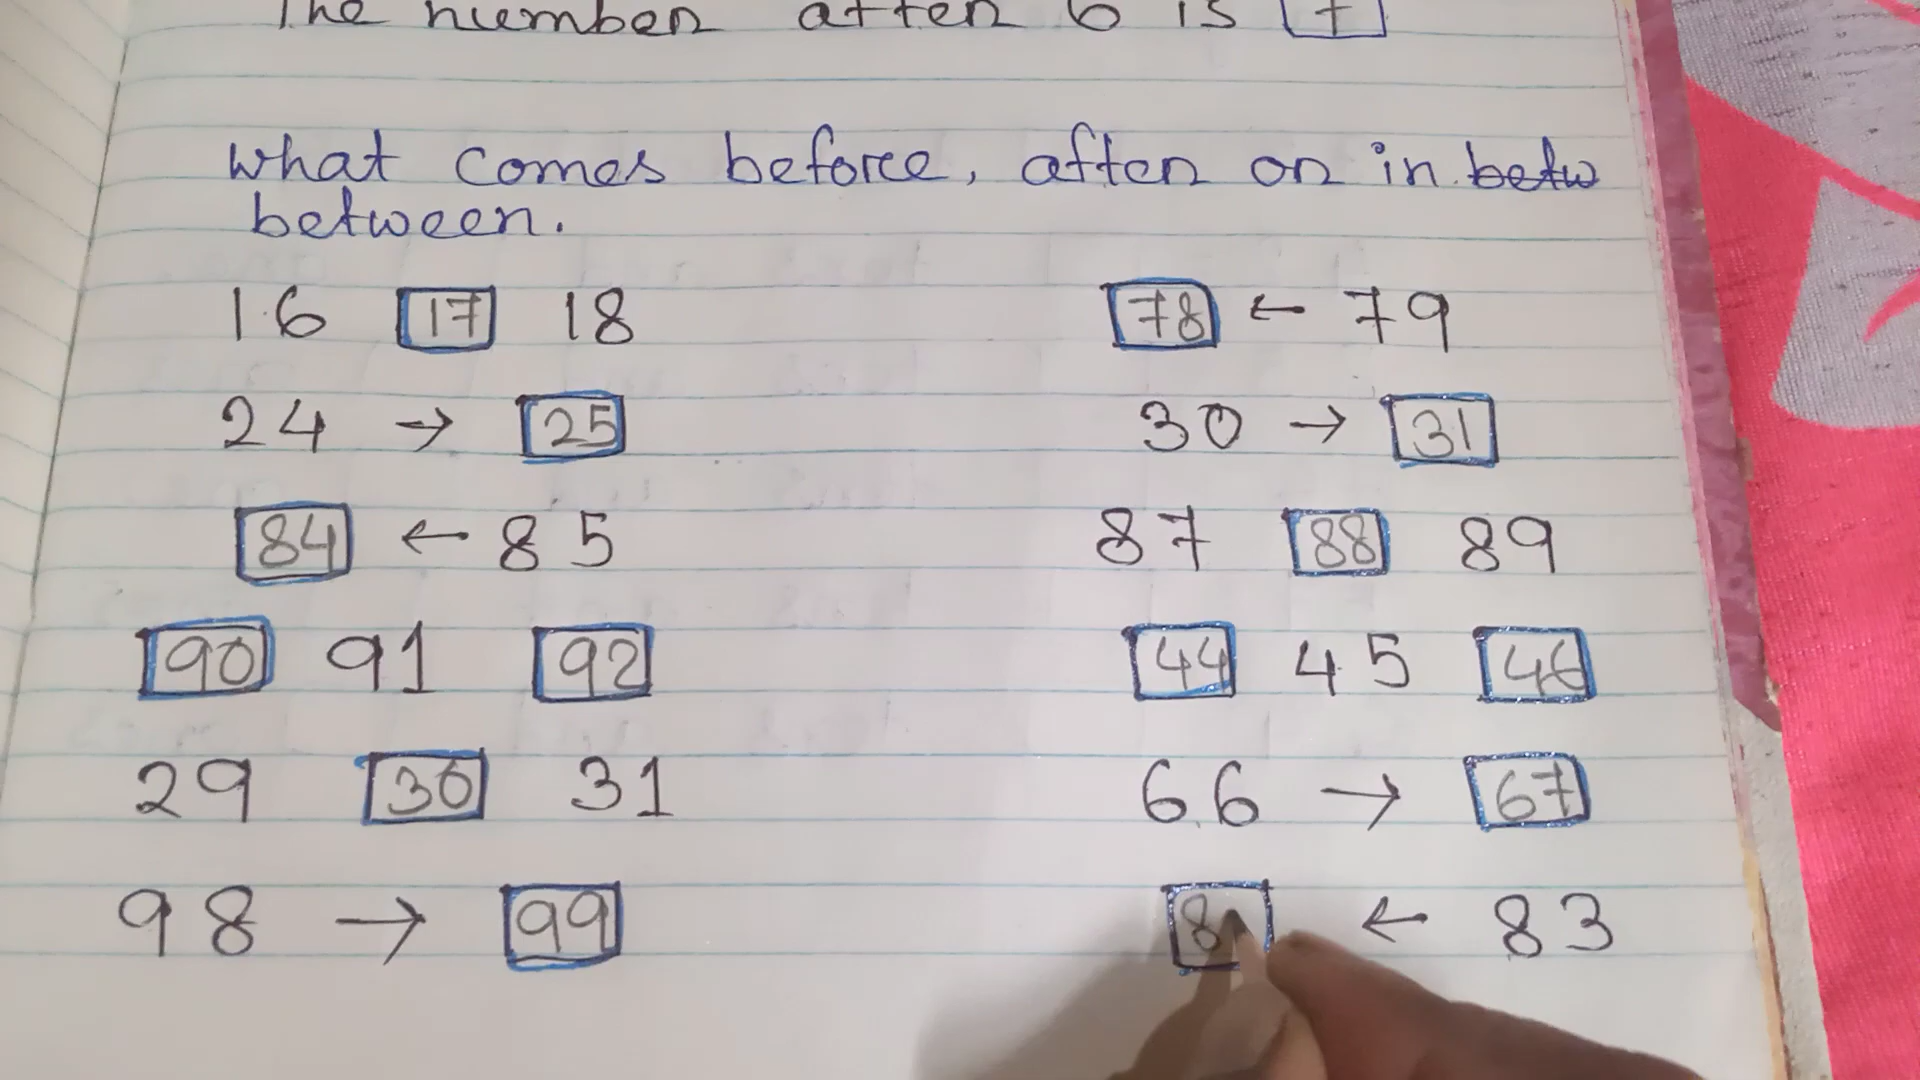 The number after 6 is 7
What comes before, after or in betw
between.
16 17 18
78 ← 79
24 → 25
30 → 31
84 ← 85
87 88 89
90 91 92
44 45 46
29 30 31
66 → 67
98 → 99
8 ← 83